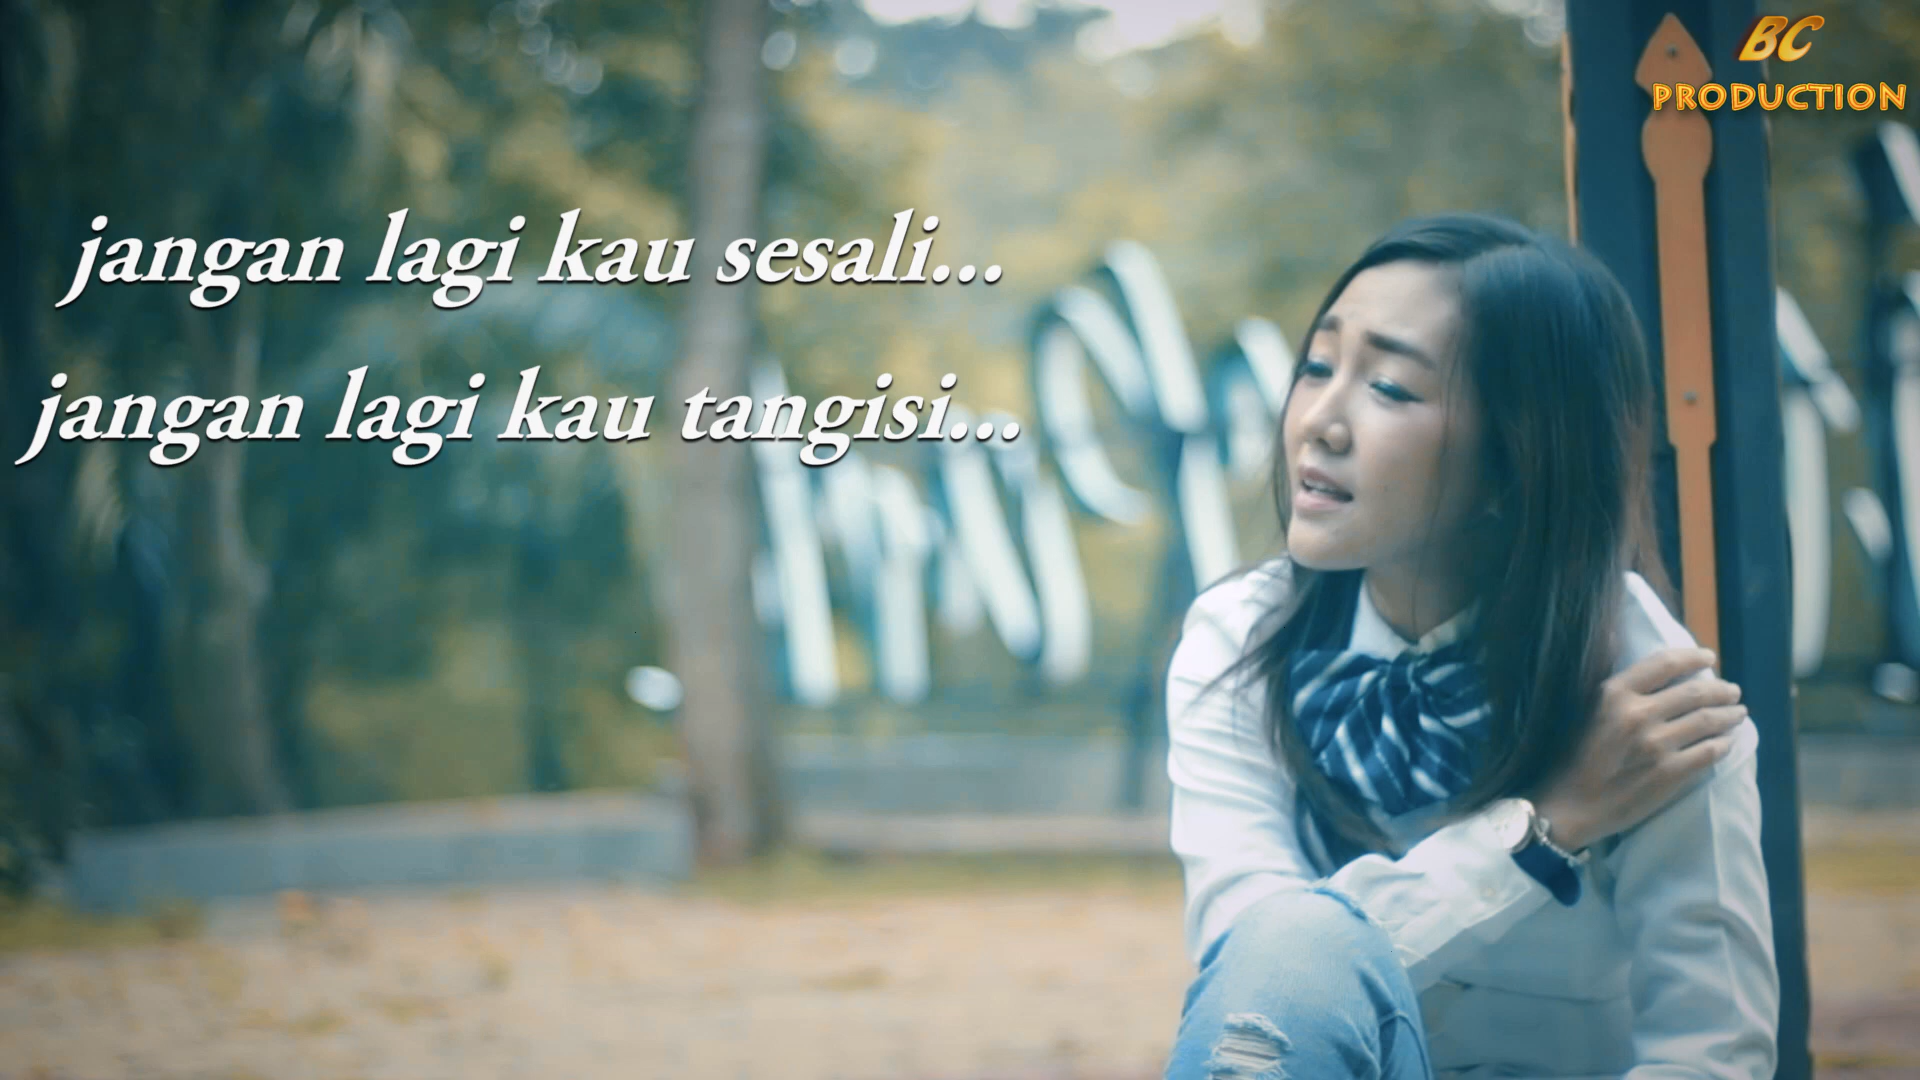 BC
PRODUCTION
jangan lagi kau sesali...
jangan lagi kau tangisi...